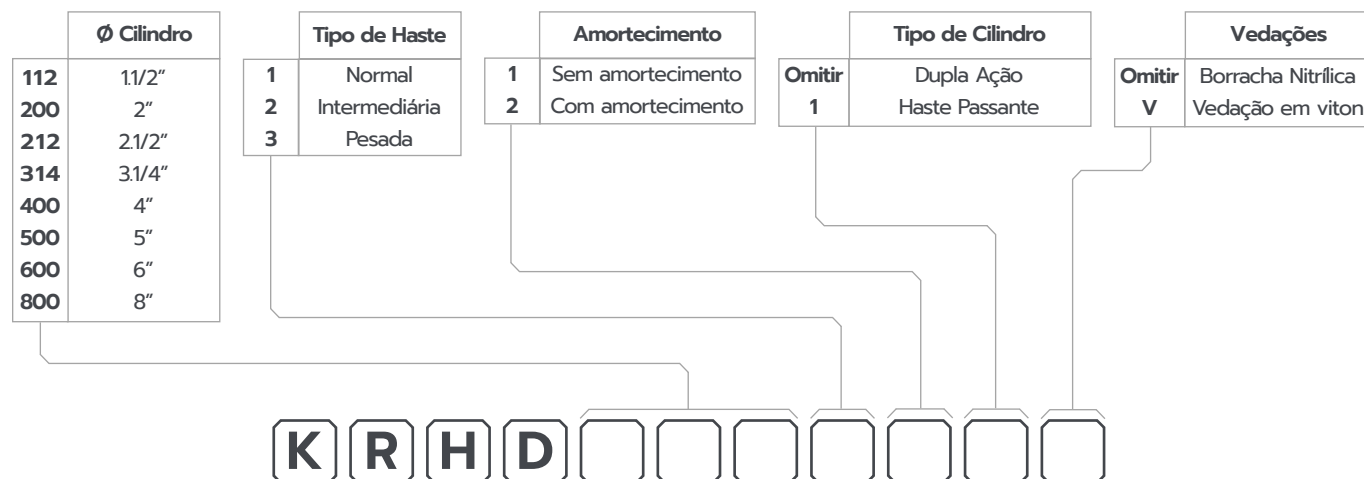 Ø Cilindro
112 1.1/2”
200 2”
212 2.1/2”
314 3.1/4”
400 4”
500 5”
600 6”
800 8”
Tipo de Haste
1 Normal
2 Intermediária
3 Pesada
Amortecimento
1 Sem amortecimento
2 Com amortecimento
Tipo de Cilindro
Omitir Dupla Ação
1 Haste Passante
Vedações
Omitir Borracha Nitrílica
V Vedação em viton
K R H D